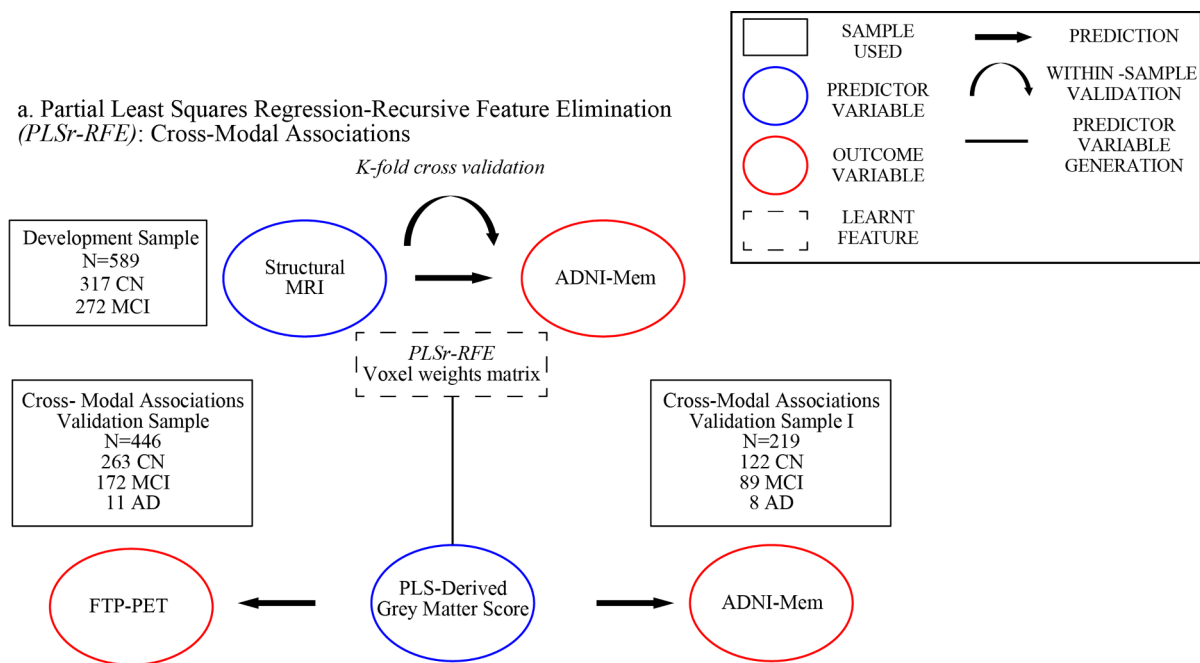 SAMPLE
USED
PREDICTION
PREDICTOR
VARIABLE
WITHIN -SAMPLE
VALIDATION
OUTCOME
VARIABLE
PREDICTOR
VARIABLE
GENERATION
LEARNT
FEATURE
a. Partial Least Squares Regression-Recursive Feature Elimination
(PLSr-RFE): Cross-Modal Associations
K-fold cross validation
Development Sample
N=589
317 CN
272 MCI
Structural
MRI
ADNI-Mem
PLSr-RFE
Voxel weights matrix
Cross- Modal Associations
Validation Sample
N=446
263 CN
172 MCI
11 AD
Cross-Modal Associations
Validation Sample I
N=219
122 CN
89 MCI
8 AD
FTP-PET
PLS-Derived
Grey Matter Score
ADNI-Mem